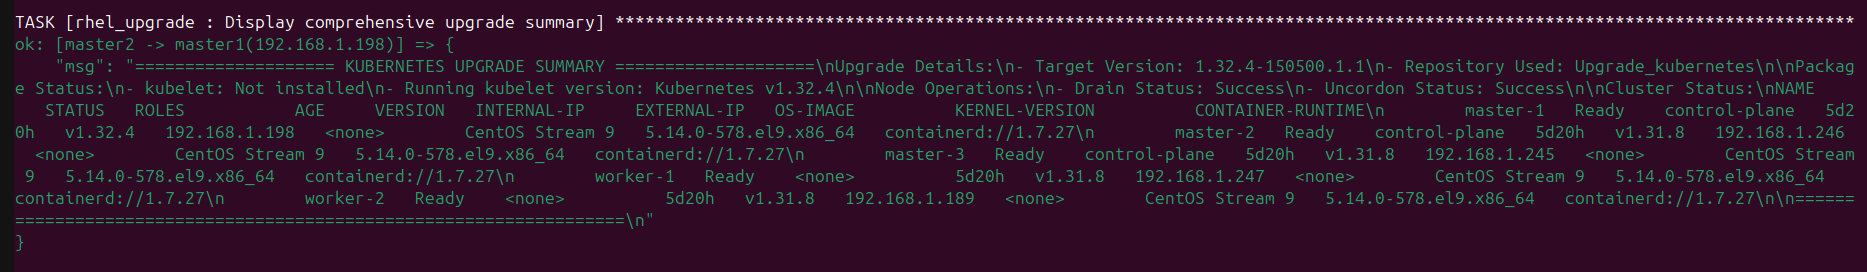 TASK [rhel_upgrade : Display comprehensive upgrade summary] ****************************************************************************************************************************
ok: [master2 -> master1(192.168.1.198)] => {
    "msg": "==================== KUBERNETES UPGRADE SUMMARY ====================\nUpgrade Details:\n- Target Version: 1.32.4-150500.1.1\n- Repository Used: Upgrade_kubernetes\n\nPackag
e Status:\n- kubelet: Not installed\n- Running kubelet version: Kubernetes v1.32.4\n\nNode Operations:\n- Drain Status: Success\n- Uncordon Status: Success\n\nCluster Status:\nNAME    
   STATUS   ROLES           AGE     VERSION   INTERNAL-IP     EXTERNAL-IP   OS-IMAGE          KERNEL-VERSION          CONTAINER-RUNTIME\n        master-1   Ready    control-plane   5d2
0h   v1.32.4   192.168.1.198   <none>        CentOS Stream 9   5.14.0-578.el9.x86_64   containerd://1.7.27\n        master-2   Ready    control-plane   5d20h   v1.31.8   192.168.1.246 
  <none>        CentOS Stream 9   5.14.0-578.el9.x86_64   containerd://1.7.27\n        master-3   Ready    control-plane   5d20h   v1.31.8   192.168.1.245   <none>        CentOS Stream
 9   5.14.0-578.el9.x86_64   containerd://1.7.27\n        worker-1   Ready    <none>          5d20h   v1.31.8   192.168.1.247   <none>        CentOS Stream 9   5.14.0-578.el9.x86_64   
containerd://1.7.27\n        worker-2   Ready    <none>          5d20h   v1.31.8   192.168.1.189   <none>        CentOS Stream 9   5.14.0-578.el9.x86_64   containerd://1.7.27\n\n======
=============================================================\n"
}